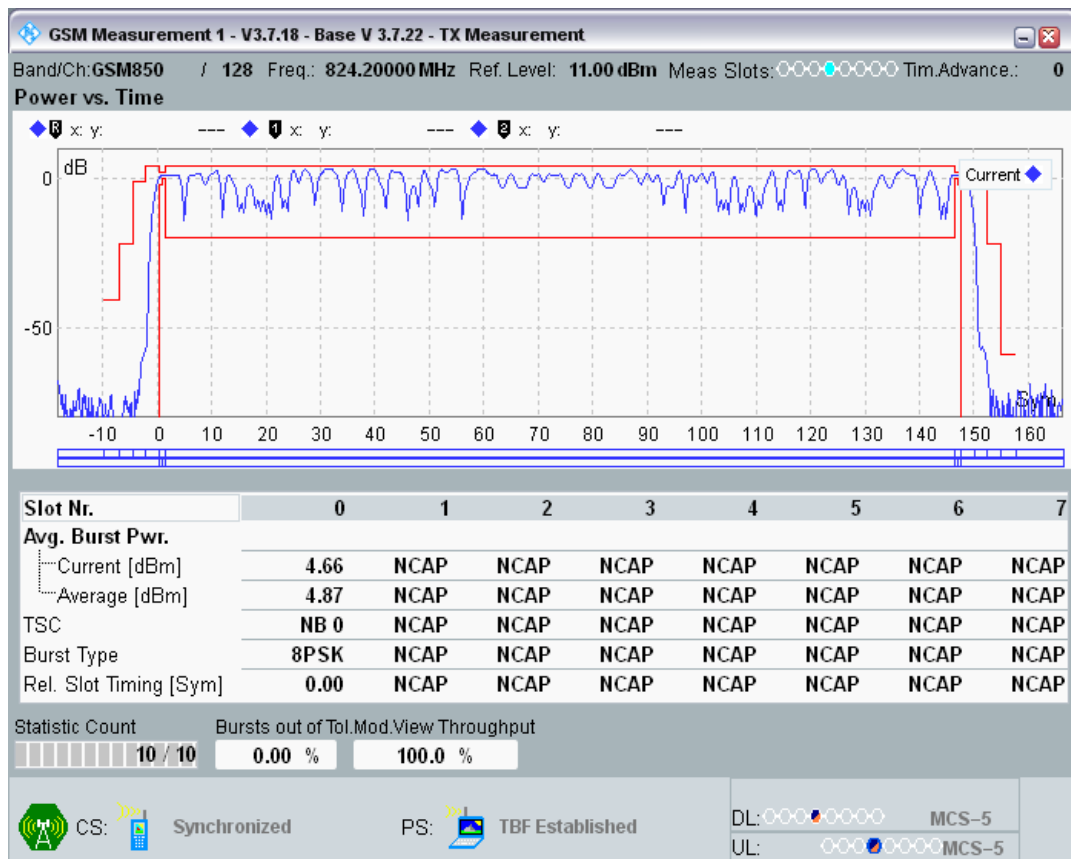 GSM Measurement 1 - V3.7.18 - Base V 3.7.22 - TX Measurement
Band/Ch:GSM850 / 128 Freq.: 824.20000 MHz Ref. Level: 11.00 dBm Meas Slots: Tim.Advance.: 0
Power vs. Time
R x: y: --- 1 x: y: --- 2 x: y: ---
dB
Current
0
-50
Sym
-10 0 10 20 30 40 50 60 70 80 90 100 110 120 130 140 150 160
Slot Nr. 0 1 2 3 4 5 6 7
Avg. Burst Pwr.
Current [dBm] 4.66 NCAP NCAP NCAP NCAP NCAP NCAP NCAP
Average [dBm] 4.87 NCAP NCAP NCAP NCAP NCAP NCAP NCAP
TSC NB 0 NCAP NCAP NCAP NCAP NCAP NCAP NCAP
Burst Type 8PSK NCAP NCAP NCAP NCAP NCAP NCAP NCAP
Rel. Slot Timing [Sym] 0.00 NCAP NCAP NCAP NCAP NCAP NCAP NCAP
Statistic Count Bursts out of Tol.Mod.View Throughput
10 / 10 0.00 % 100.0 %
DL: MCS-5
CS: Synchronized PS: TBF Established
UL: MCS-5